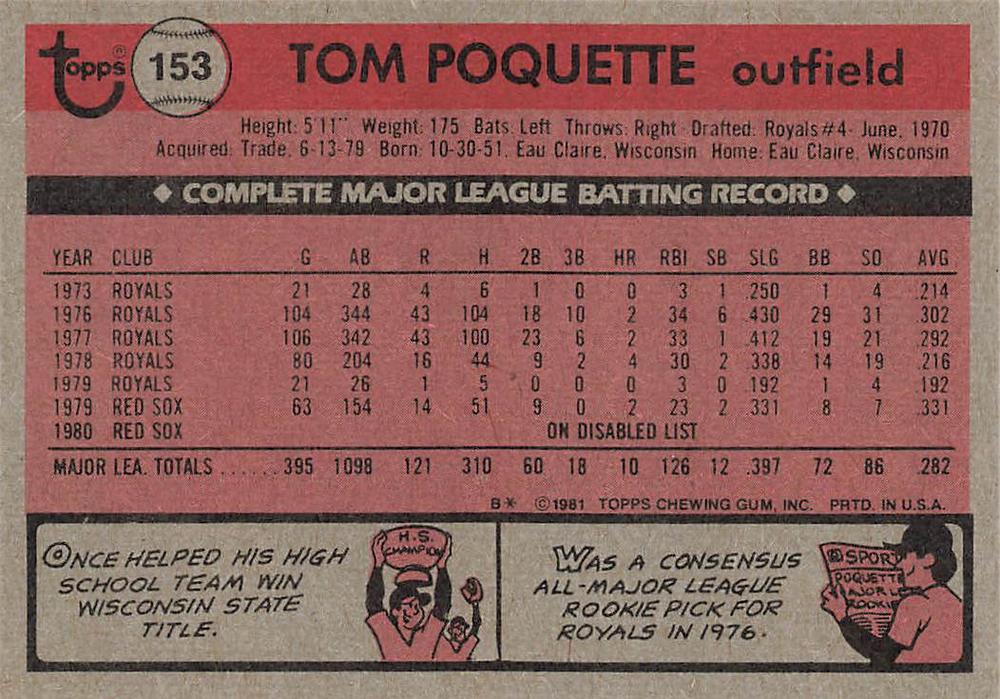 Topps® 153 TOM POQUETTE outfield
Height: 5'11" Weight: 175 Bats: Left Throws: Right Drafted: Royals #4- June, 1970
Acquired: Trade, 6-13-79 Born: 10-30-51, Eau Claire, Wisconsin Home: Eau Claire, Wisconsin
◆ COMPLETE MAJOR LEAGUE BATTING RECORD ◆
YEAR CLUB G AB R H 2B 3B HR RBI SB SLG BB SO AVG
1973 ROYALS 21 28 4 6 1 0 0 3 1 .250 1 4 .214
1976 ROYALS 104 344 43 104 18 10 2 34 6 .430 29 31 .302
1977 ROYALS 106 342 43 100 23 6 2 33 1 .412 19 21 .292
1978 ROYALS 80 204 16 44 9 2 4 30 2 .338 14 19 .216
1979 ROYALS 21 26 1 5 0 0 0 3 0 .192 1 4 .192
1979 RED SOX 63 154 14 51 9 0 2 23 2 .331 8 7 .331
1980 RED SOX ON DISABLED LIST
MAJOR LEA. TOTALS ......395 1098 121 310 60 18 10 126 12 .397 72 86 .282
B* ©1981 TOPPS CHEWING GUM, INC. PRTD. IN U.S.A.
ONCE HELPED HIS HIGH
SCHOOL TEAM WIN
WISCONSIN STATE
TITLE.
H.S.
CHAMPION
WAS A CONSENSUS
ALL-MAJOR LEAGUE
ROOKIE PICK FOR
ROYALS IN 1976.
SPORT
POQUETTE
MAJOR L
ROOKIE